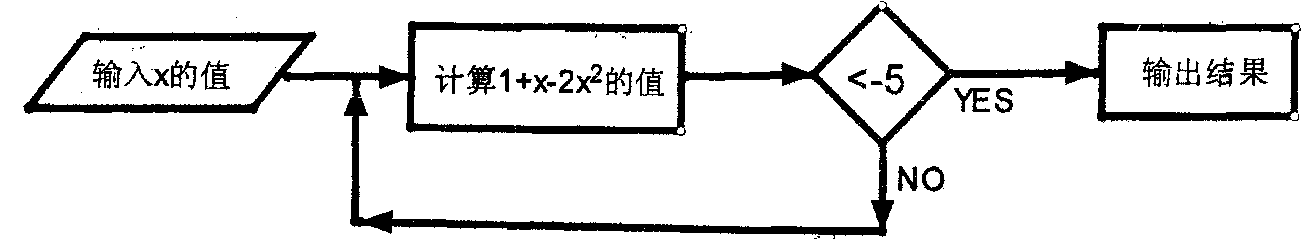 输入x的值
计算1+x-2x²的值
<-5
YES
输出结果
NO